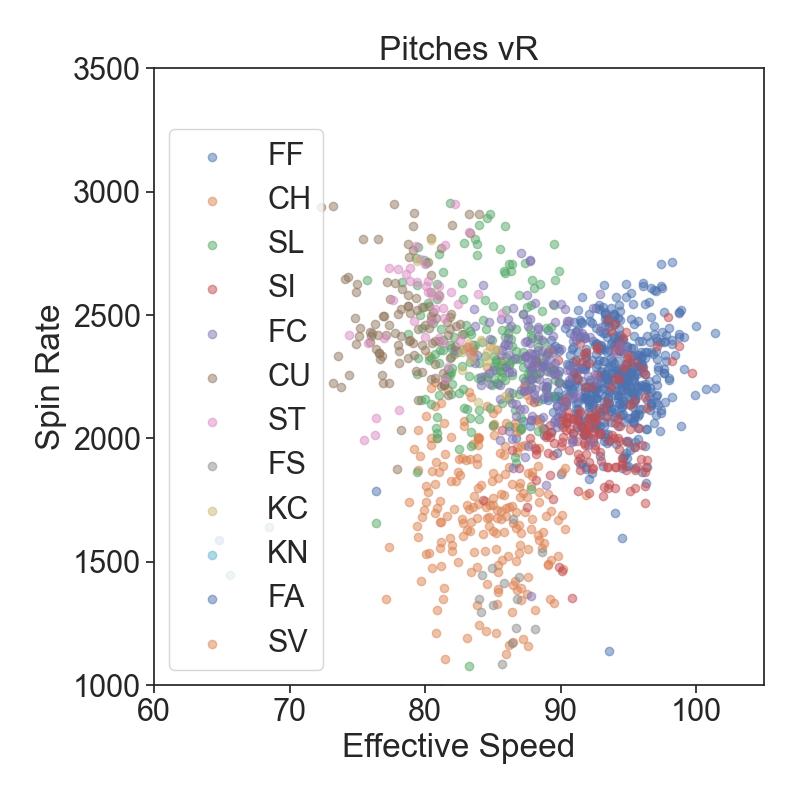 Pitches vR
3500
3000
2500
2000
1500
1000
Spin Rate
FF
CH
SL
SI
FC
CU
ST
FS
KC
KN
FA
SV
60 70 80 90 100
Effective Speed